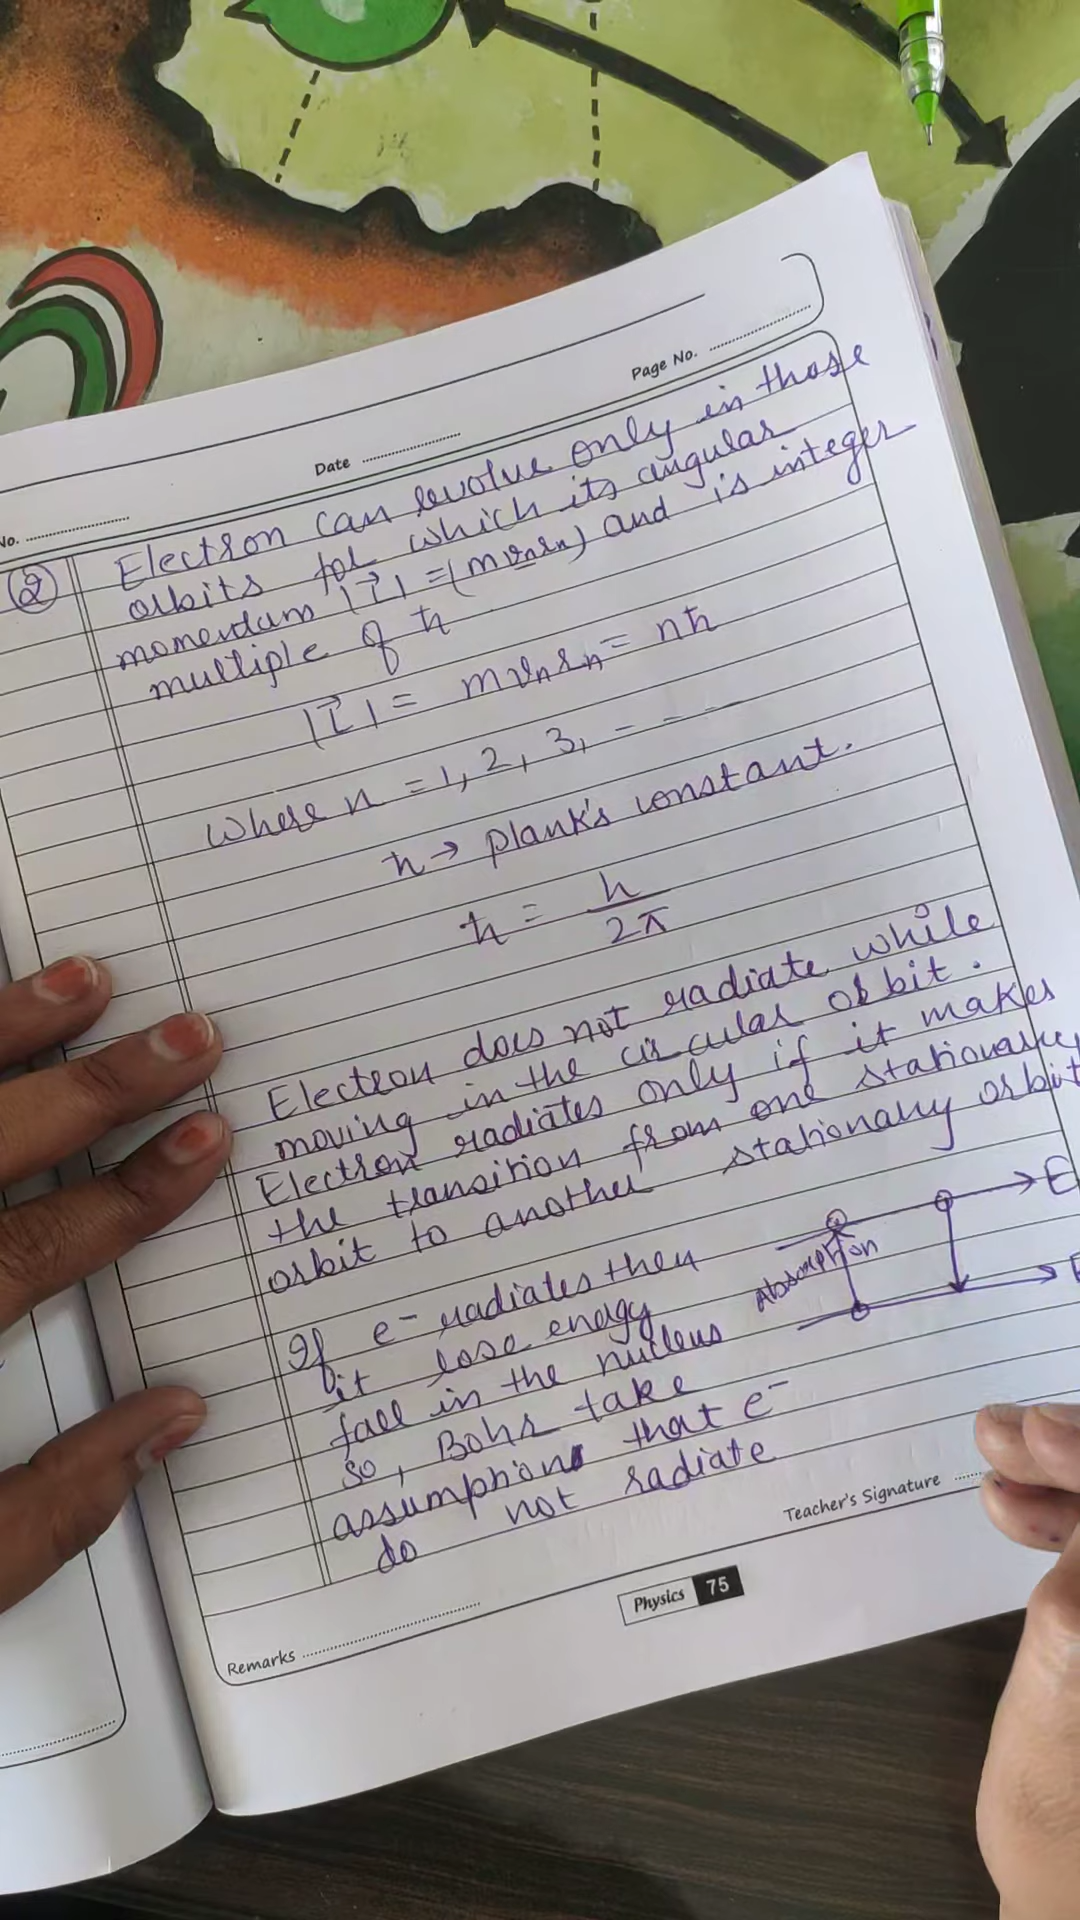 Page No. ..........
Date ..........
No. ..........
② Electron can revolve only in those
orbits for which its angular
momentum |L⃗| = (mvₙrₙ) and is integer
multiple of ħ
|L⃗| = mvₙrₙ = nħ
where n = 1, 2, 3, - - -
ħ → plank's constant.
ħ = h
2π
Electron does not radiate while
moving in the circular orbit.
Electron radiates only if it makes
the transition from one stationary
orbit to another stationary orbit
If e⁻ radiates then
it lose energy
fall in the nucleus
so, Bohr take
assumption that e⁻
do not radiate
E
Absorption
Teacher's Signature ..........
Physics 75
Remarks ..........